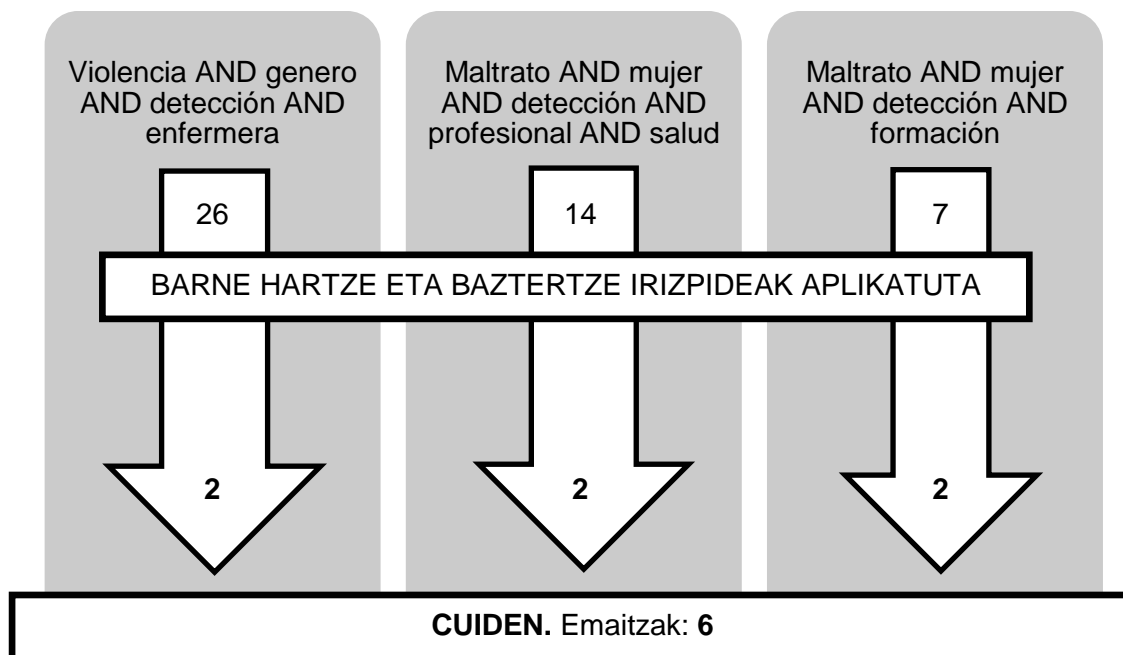 Violencia AND genero
AND detección AND
enfermera
Maltrato AND mujer
AND detección AND
profesional AND salud
Maltrato AND mujer
AND detección AND
formación
26
14
7
BARNE HARTZE ETA BAZTERTZE IRIZPIDEAK APLIKATUTA
2
2
2
CUIDEN. Emaitzak: 6